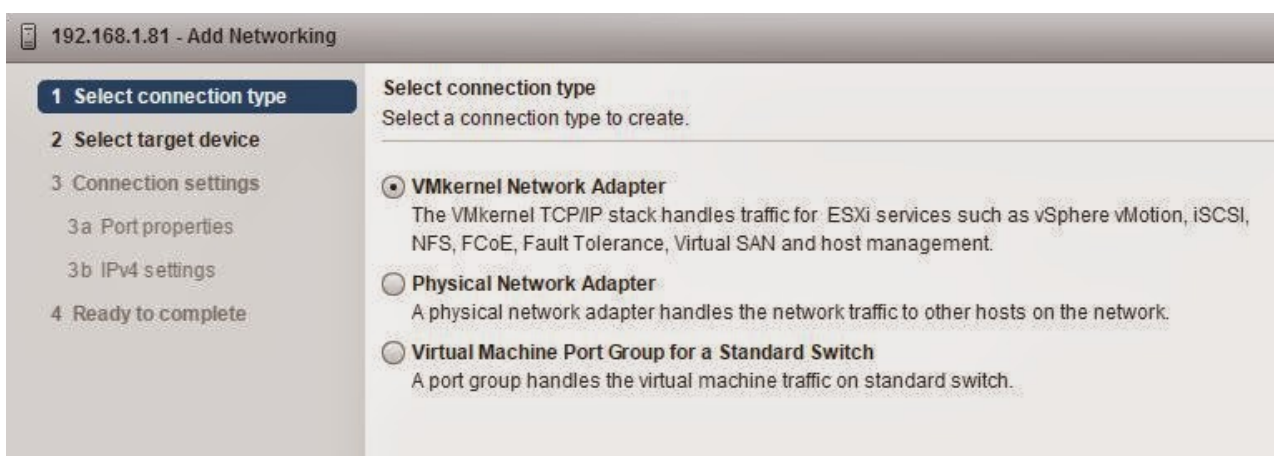 192.168.1.81 - Add Networking
1 Select connection type
2 Select target device
3 Connection settings
3a Port properties
3b IPv4 settings
4 Ready to complete
Select connection type
Select a connection type to create.
VMkernel Network Adapter
The VMkernel TCP/IP stack handles traffic for ESXi services such as vSphere vMotion, iSCSI,
NFS, FCoE, Fault Tolerance, Virtual SAN and host management.
Physical Network Adapter
A physical network adapter handles the network traffic to other hosts on the network.
Virtual Machine Port Group for a Standard Switch
A port group handles the virtual machine traffic on standard switch.